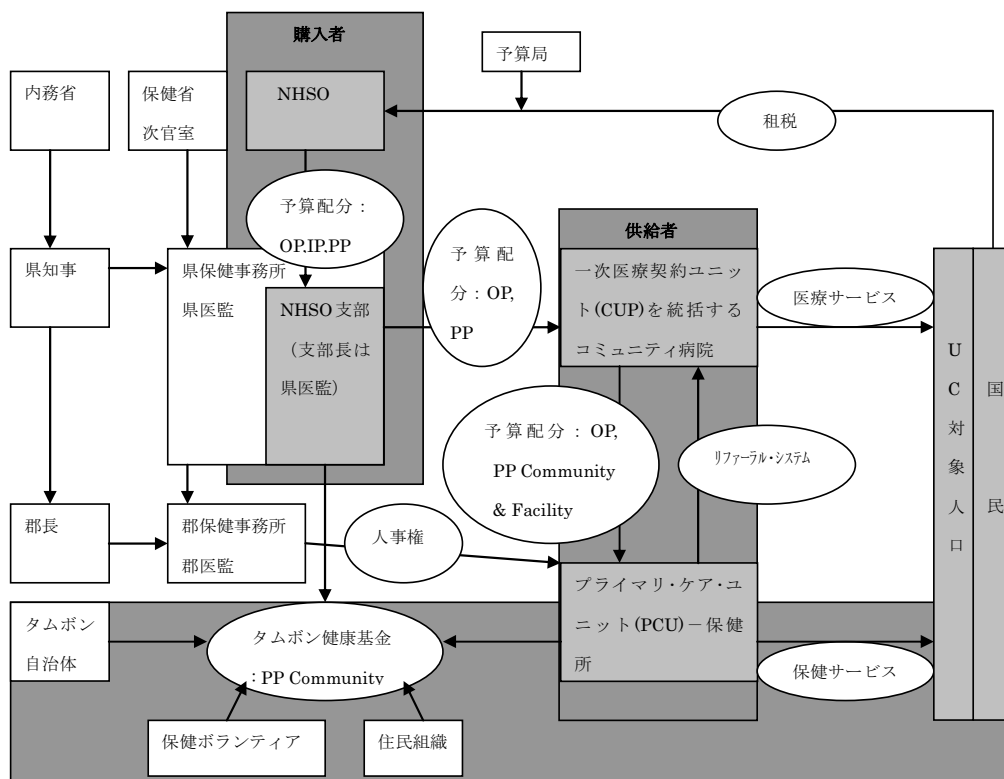 購入者
予算局
内務省
保健省
次官室
NHSO
租税
予算配分：
OP,IP,PP
供給者
県知事
県保健事務所
県医監
NHSO 支部
（支部長は
県医監）
予算配
分：OP,
PP
一次医療契約ユニ
ット(CUP)を統括する
コミュニティ病院
医療サービス
UC対象人口
国民
予算配分：OP,
PP Community
& Facility
リファーラル・システム
郡長
郡保健事務所
郡医監
人事権
プライマリ・ケア・ユ
ニット(PCU)－保健
所
タムボン
自治体
タムボン健康基金
：PP Community
保健サービス
保健ボランティア
住民組織